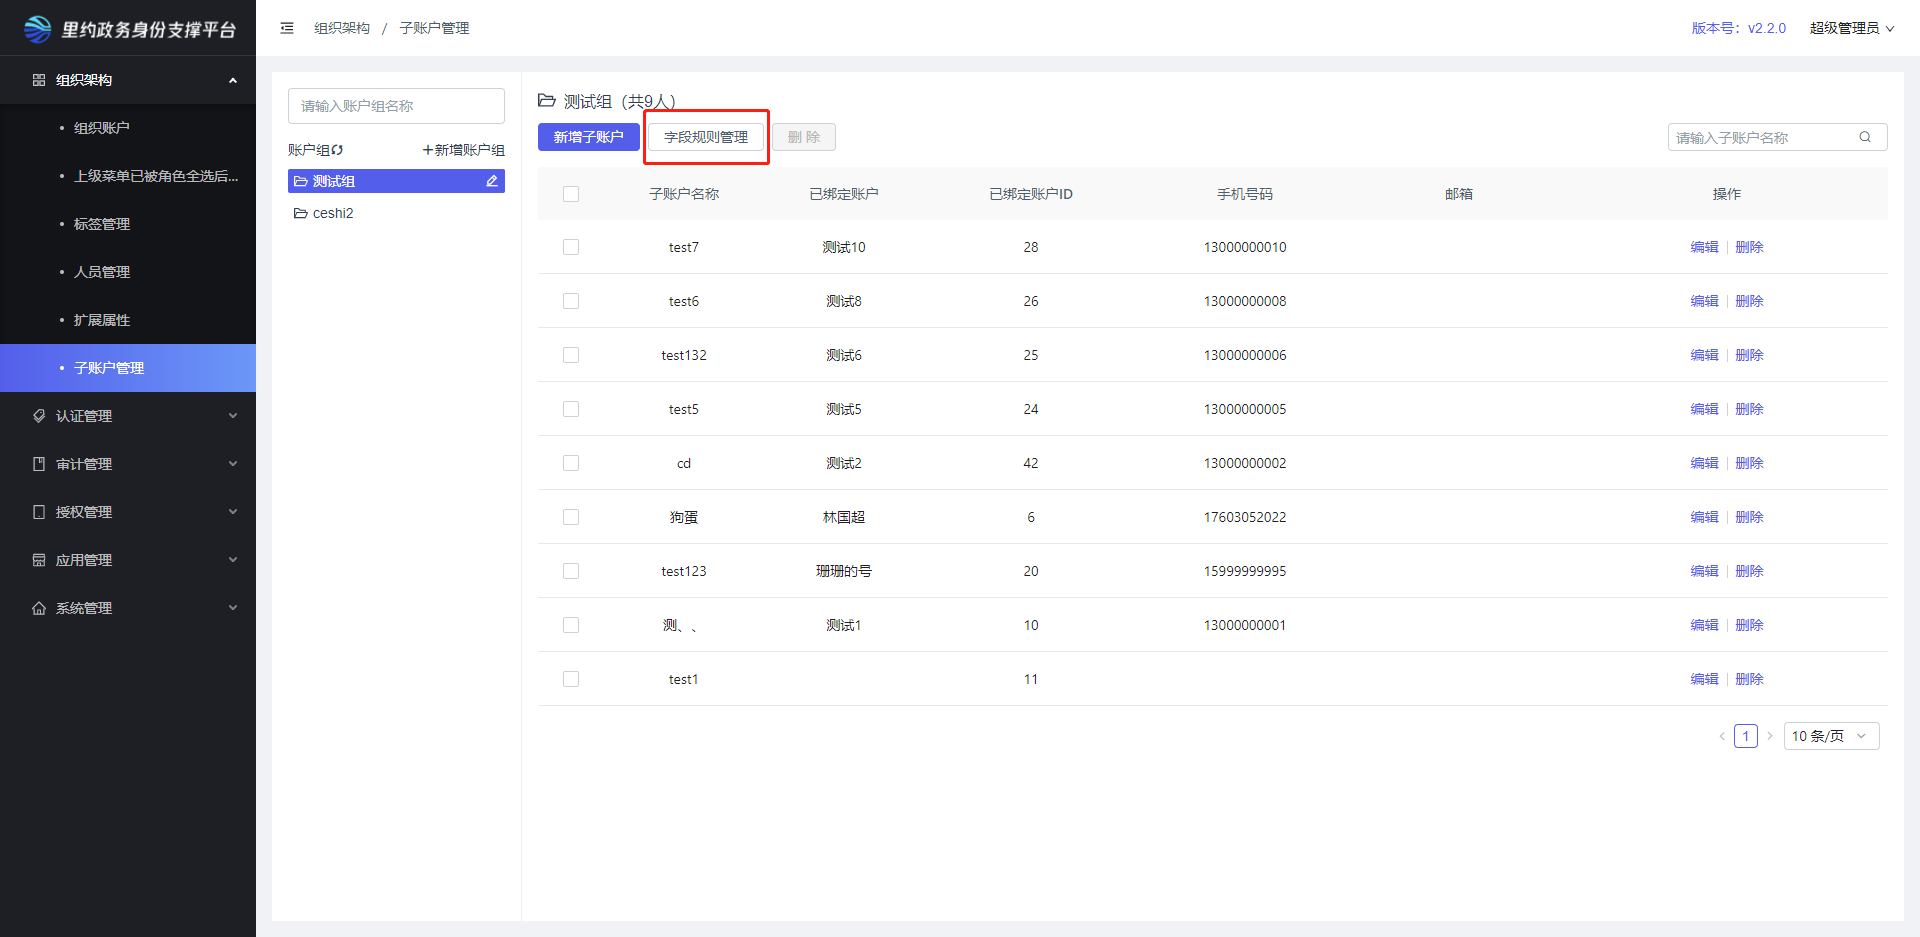 里约政务身份支撑平台
组织架构 / 子账户管理
版本号：v2.2.0
超级管理员
组织架构
组织账户
上级菜单已被角色全选后...
标签管理
人员管理
扩展属性
子账户管理
认证管理
审计管理
授权管理
应用管理
系统管理
请输入账户组名称
账户组
+新增账户组
测试组
ceshi2
测试组（共9人）
新增子账户
字段规则管理
删 除
请输入子账户名称
子账户名称 已绑定账户 已绑定账户ID 手机号码 邮箱 操作
test7 测试10 28 13000000010 编辑 删除
test6 测试8 26 13000000008 编辑 删除
test132 测试6 25 13000000006 编辑 删除
test5 测试5 24 13000000005 编辑 删除
cd 测试2 42 13000000002 编辑 删除
狗蛋 林国超 6 17603052022 编辑 删除
test123 珊珊的号 20 15999999995 编辑 删除
测、、 测试1 10 13000000001 编辑 删除
test1 11 编辑 删除
1
10 条/页